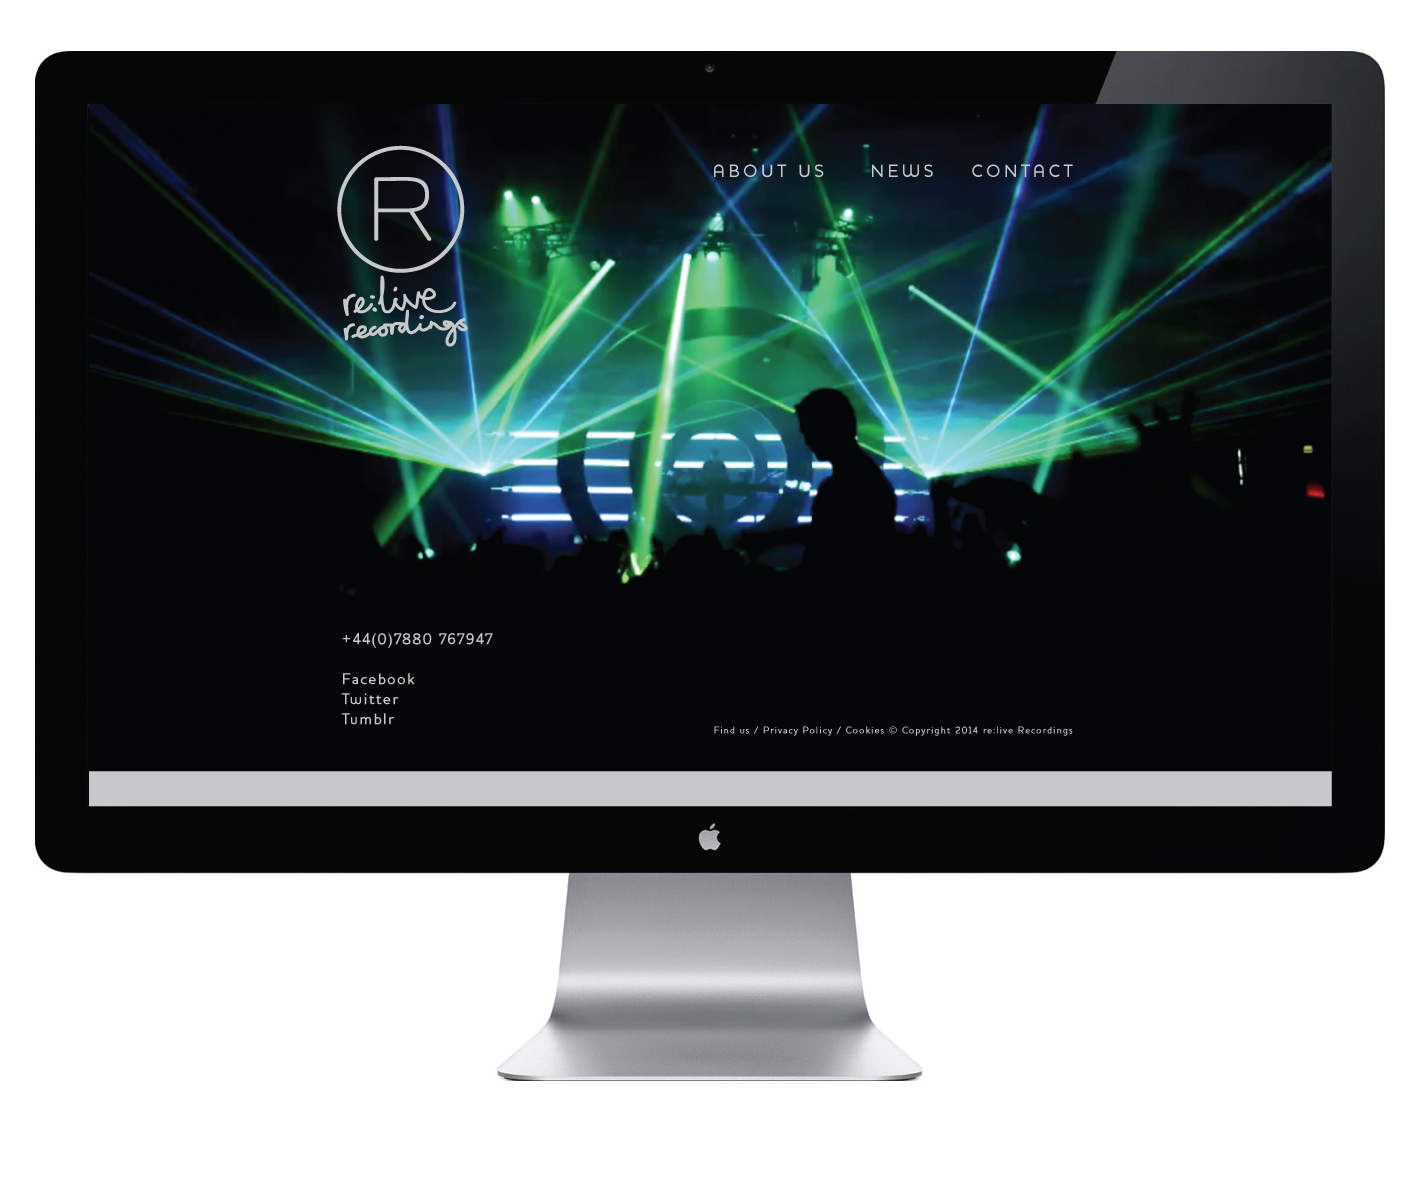 R
re:live
recordings
ABOUT US NEWS CONTACT
+44(0)7880 767947
Facebook
Twitter
Tumblr
Find us / Privacy Policy / Cookies © Copyright 2014 re:live Recordings